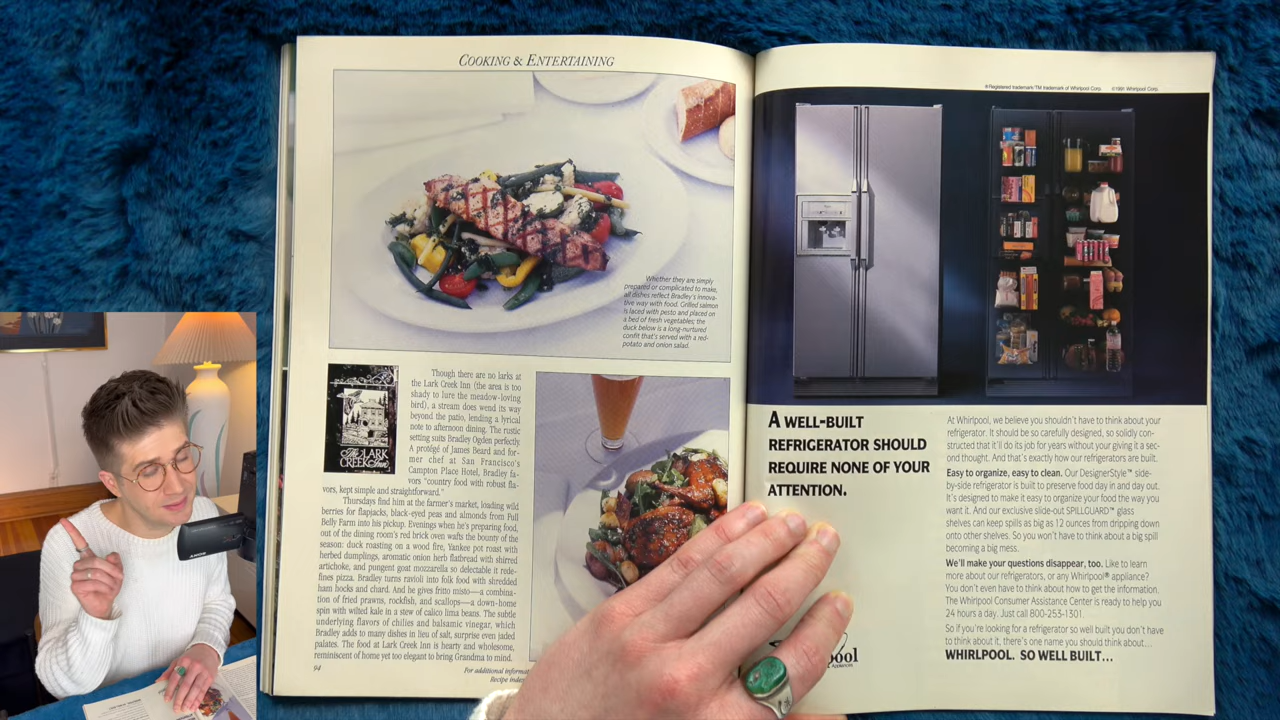 COOKING & ENTERTAINING
Whether they are simply
prepared or complicated to make,
all dishes reflect Bradley's innova-
tive way with food. Grilled salmon
is laced with pesto and placed on
a bed of fresh vegetables; the
duck below is a long-nurtured
confit that's served with a red-
potato and onion salad.
THE LARK
CREEK Inn
Though there are no larks at
the Lark Creek Inn (the area is too
shady to lure the meadow-loving
bird), a stream does wend its way
beyond the patio, lending a lyrical
note to afternoon dining. The rustic
setting suits Bradley Ogden perfectly.
A protégé of James Beard and for-
mer chef at San Francisco's
Campton Place Hotel, Bradley fa-
vors "country food with robust fla-
vors, kept simple and straightforward."
Thursdays find him at the farmer's market, loading wild
berries for flapjacks, black-eyed peas and almonds from Full
Belly Farm into his pickup. Evenings when he's preparing food,
out of the dining room's red brick oven wafts the bounty of the
season: duck roasting on a wood fire, Yankee pot roast with
herbed dumplings, aromatic onion herb flatbread with shirred
artichoke, and pungent goat mozzarella so delectable it rede-
fines pizza. Bradley turns ravioli into folk food with shredded
ham hocks and chard. And he gives fritto misto—a combina-
tion of fried prawns, rockfish, and scallops—a down-home
spin with wilted kale in a stew of calico lima beans. The subtle
underlying flavors of chilies and balsamic vinegar, which
Bradley adds to many dishes in lieu of salt, surprise even jaded
palates. The food at Lark Creek Inn is hearty and wholesome,
reminiscent of home yet too elegant to bring Grandma to mind.
94
For additional
Recipe
®Registered trademark/TM trademark of Whirlpool Corp. ©1991 Whirlpool Corp.
A WELL-BUILT
REFRIGERATOR SHOULD
REQUIRE NONE OF YOUR
ATTENTION.
At Whirlpool, we believe you shouldn't have to think about your
refrigerator. It should be so carefully designed, so solidly con-
structed that it'll do its job for years without your giving it a sec-
ond thought. And that's exactly how our refrigerators are built.
Easy to organize, easy to clean. Our DesignerStyle™ side-
by-side refrigerator is built to preserve food day in and day out.
It's designed to make it easy to organize your food the way you
want it. And our exclusive slide-out SPILLGUARD™ glass
shelves can keep spills as big as 12 ounces from dripping down
onto other shelves. So you won't have to think about a big spill
becoming a big mess.
We'll make your questions disappear, too. Like to learn
more about our refrigerators, or any Whirlpool® appliance?
You don't even have to think about how to get the information.
The Whirlpool Consumer Assistance Center is ready to help you
24 hours a day. Just call 800-253-1301.
So if you're looking for a refrigerator so well built you don't have
to think about it, there's one name you should think about...
WHIRLPOOL. SO WELL BUILT...
pool
Appliances